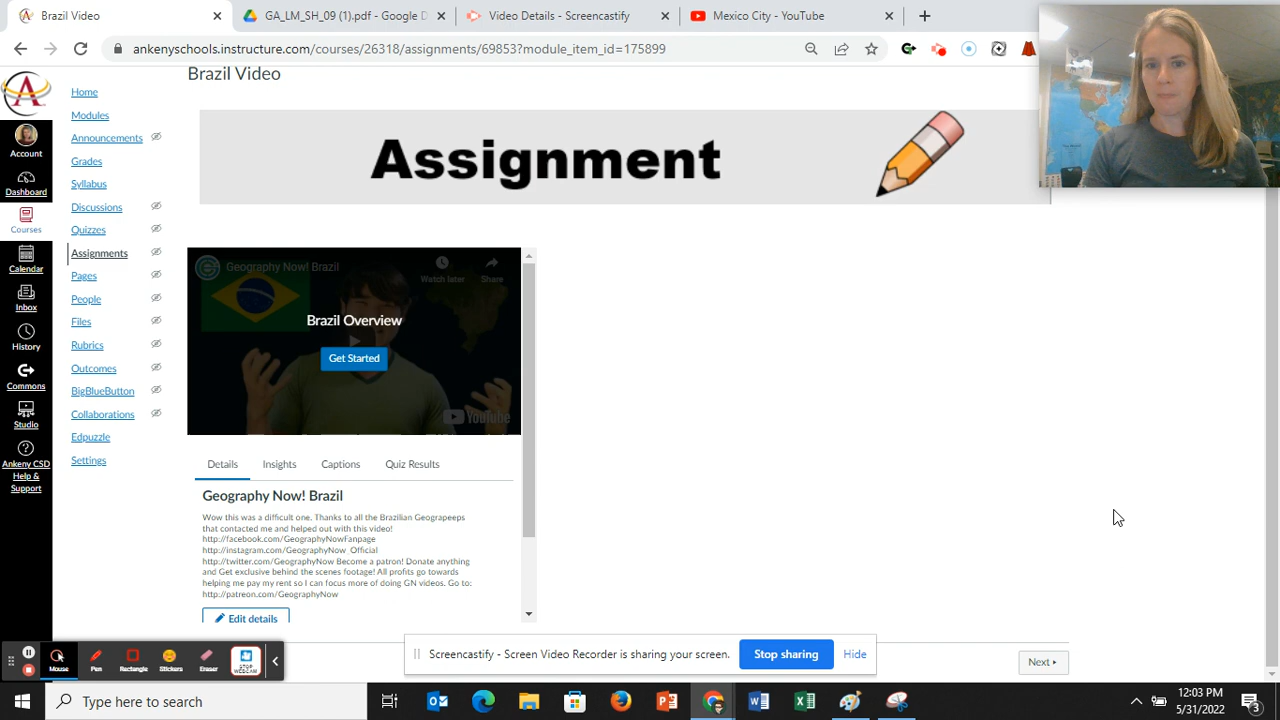 Brazil Video
GA_LM_SH_09 (1).pdf - Google D
Video Details - Screencastify
Mexico City - YouTube
ankenyschools.instructure.com/courses/26318/assignments/69853?module_item_id=175899
Brazil Video
Assignment
Account
Dashboard
Courses
Calendar
Inbox
History
Commons
Studio
Ankeny CSD
Help &
Support
Home
Modules
Announcements
Grades
Syllabus
Discussions
Quizzes
Assignments
Pages
People
Files
Rubrics
Outcomes
BigBlueButton
Collaborations
Edpuzzle
Settings
Geography Now! Brazil
Watch later
Share
Brazil Overview
Get Started
YouTube
Details
Insights
Captions
Quiz Results
Geography Now! Brazil
Wow this was a difficult one. Thanks to all the Brazilian Geograpeeps
that contacted me and helped out with this video!
http://facebook.com/GeographyNowFanpage
http://instagram.com/GeographyNow_Official
http://twitter.com/GeographyNow Become a patron! Donate anything
and Get exclusive behind the scenes footage! All profits go towards
helping me pay my rent so I can focus more of doing GN videos. Go to:
http://patreon.com/GeographyNow
Edit details
Mouse
Pen
Rectangle
Stickers
Eraser
STOP
WEBCAM
Screencastify - Screen Video Recorder is sharing your screen.
Stop sharing
Hide
Next
Type here to search
12:03 PM
5/31/2022
3